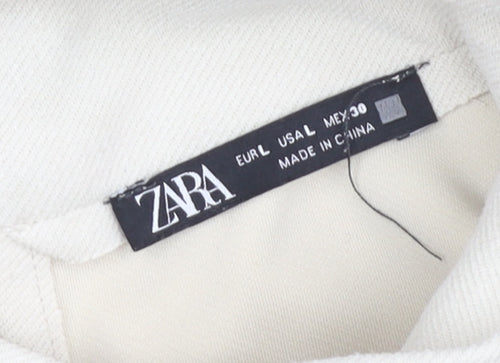 ZARA
EUR L USA L MEX 30
MADE IN CHINA